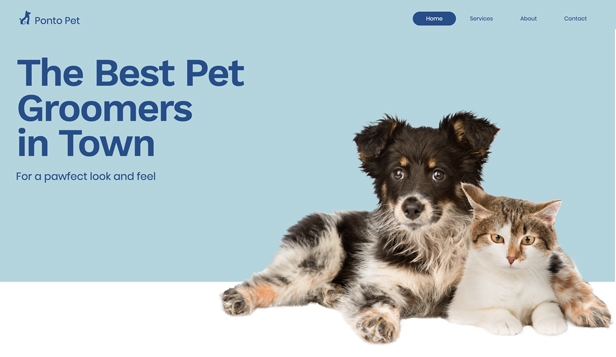 Ponto Pet
Home
Services
About
Contact
The Best Pet
Groomers
in Town
For a pawfect look and feel